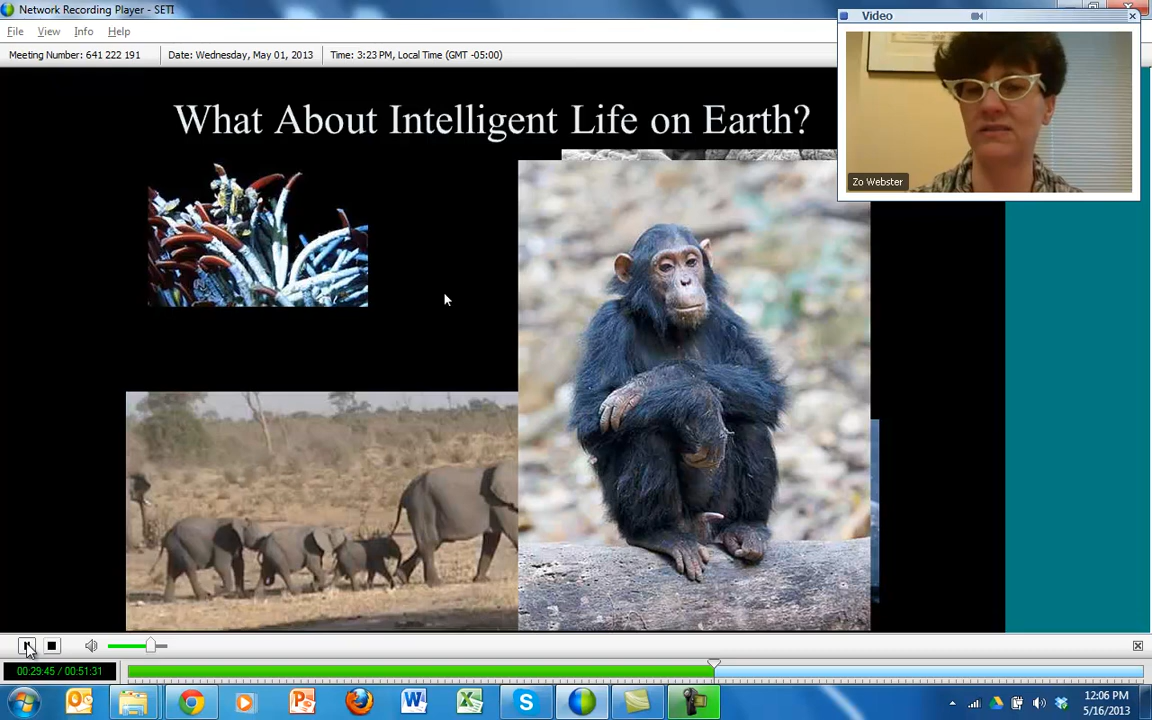 Network Recording Player - SETI
File View Info Help
Meeting Number: 641 222 191 Date: Wednesday, May 01, 2013 Time: 3:23 PM, Local Time (GMT -05:00)
Video
Zo Webster
What About Intelligent Life on Earth?
00:29:45 / 00:51:31
12:06 PM
5/16/2013